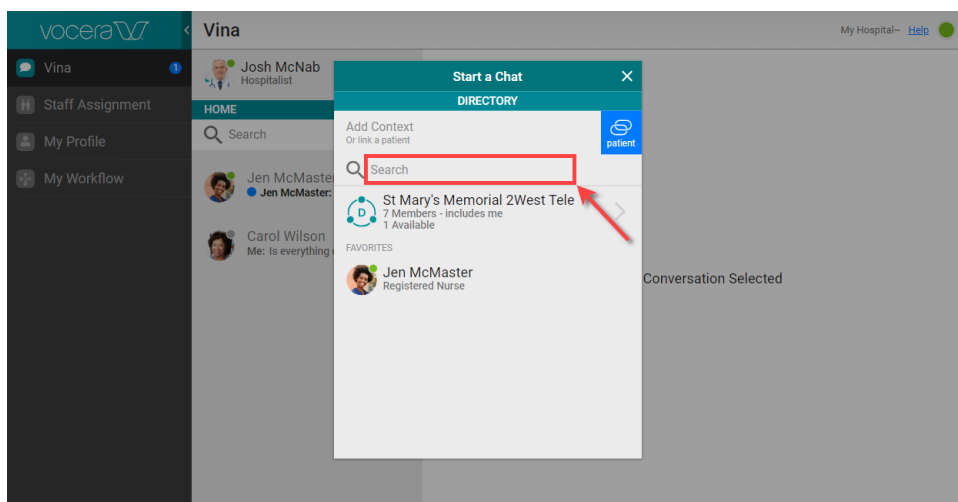 vocera
Vina
My Hospital– Help
Vina 1
Staff Assignment
My Profile
My Workflow
Josh McNab
Hospitalist
HOME
Search
Jen McMaster
Jen McMaster:
Carol Wilson
Me: Is everything
Start a Chat
DIRECTORY
Add Context
Or link a patient
patient
Search
D
St Mary's Memorial 2West Tele
7 Members - includes me
1 Available
FAVORITES
Jen McMaster
Registered Nurse
Conversation Selected